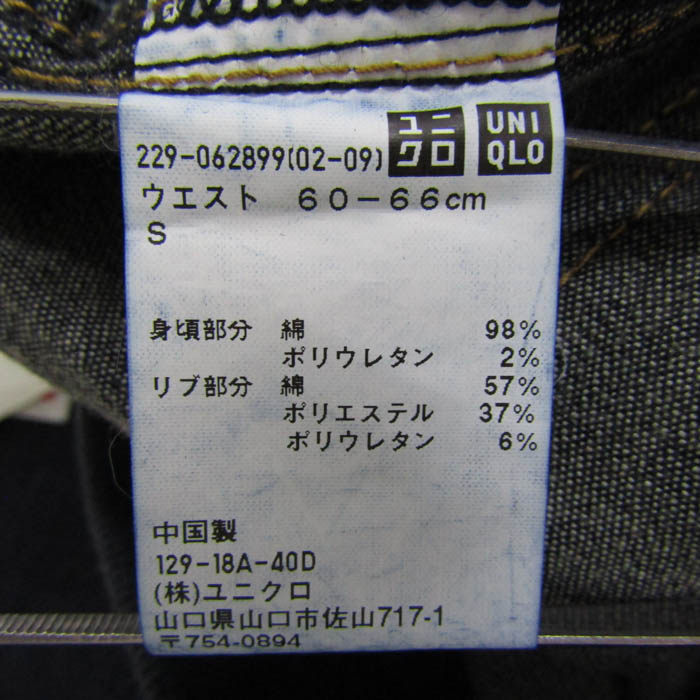 229-062899(02-09) ユニクロ UNIQLO
ウエスト 60-66cm
S
身頃部分 綿 98%
ポリウレタン 2%
リブ部分 綿 57%
ポリエステル 37%
ポリウレタン 6%
中国製
129-18A-40D
(株)ユニクロ
山口県山口市佐山717-1
〒754-0894